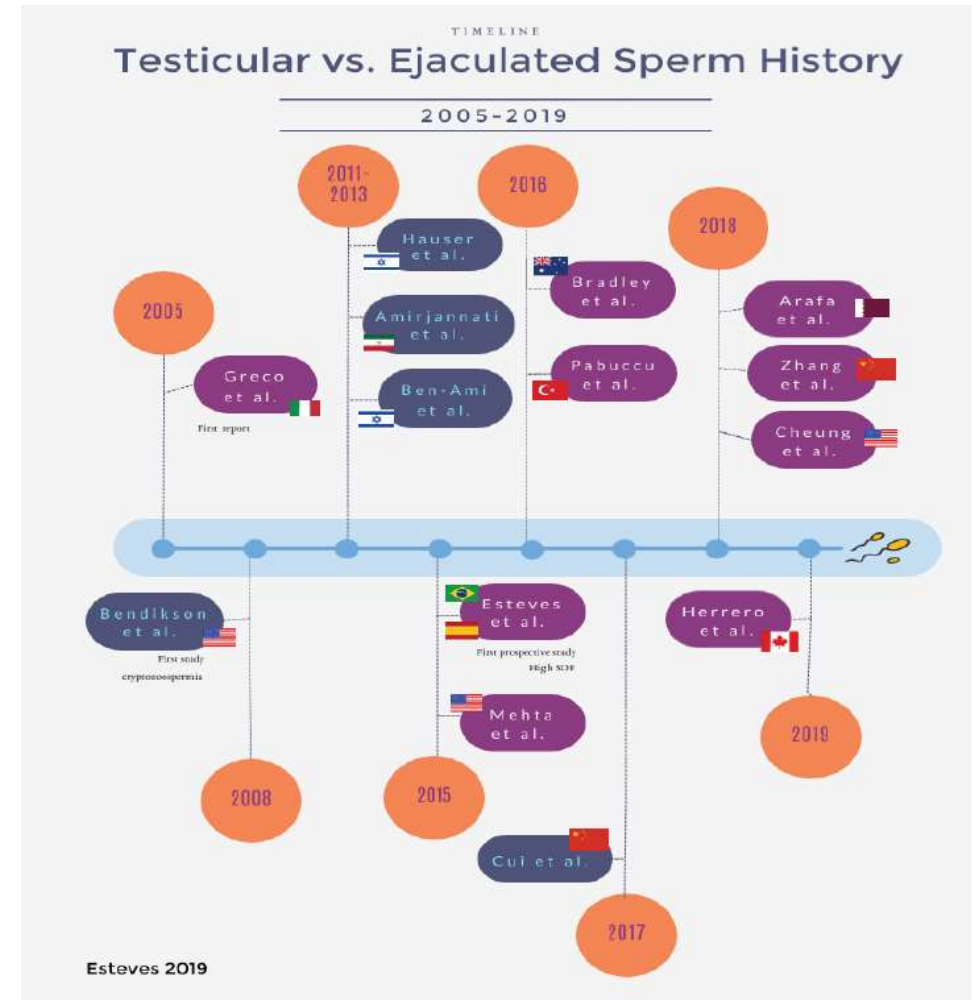 TIMELINE
Testicular vs. Ejaculated Sperm History
2005-2019
2005
Greco
et al.
First report
2011-
2013
Hauser
et al.
Amirjannati
et al.
Ben-Ami
et al.
2016
Bradley
et al.
Pabuccu
et al.
2018
Arafa
et al.
Zhang
et al.
Cheung
et al.
Bendikson
et al.
First study
cryptozoospermia
2008
Esteves
et al.
First prospective study
High SDF
Mehta
et al.
2015
Cui et al.
2017
Herrero
et al.
2019
Esteves 2019